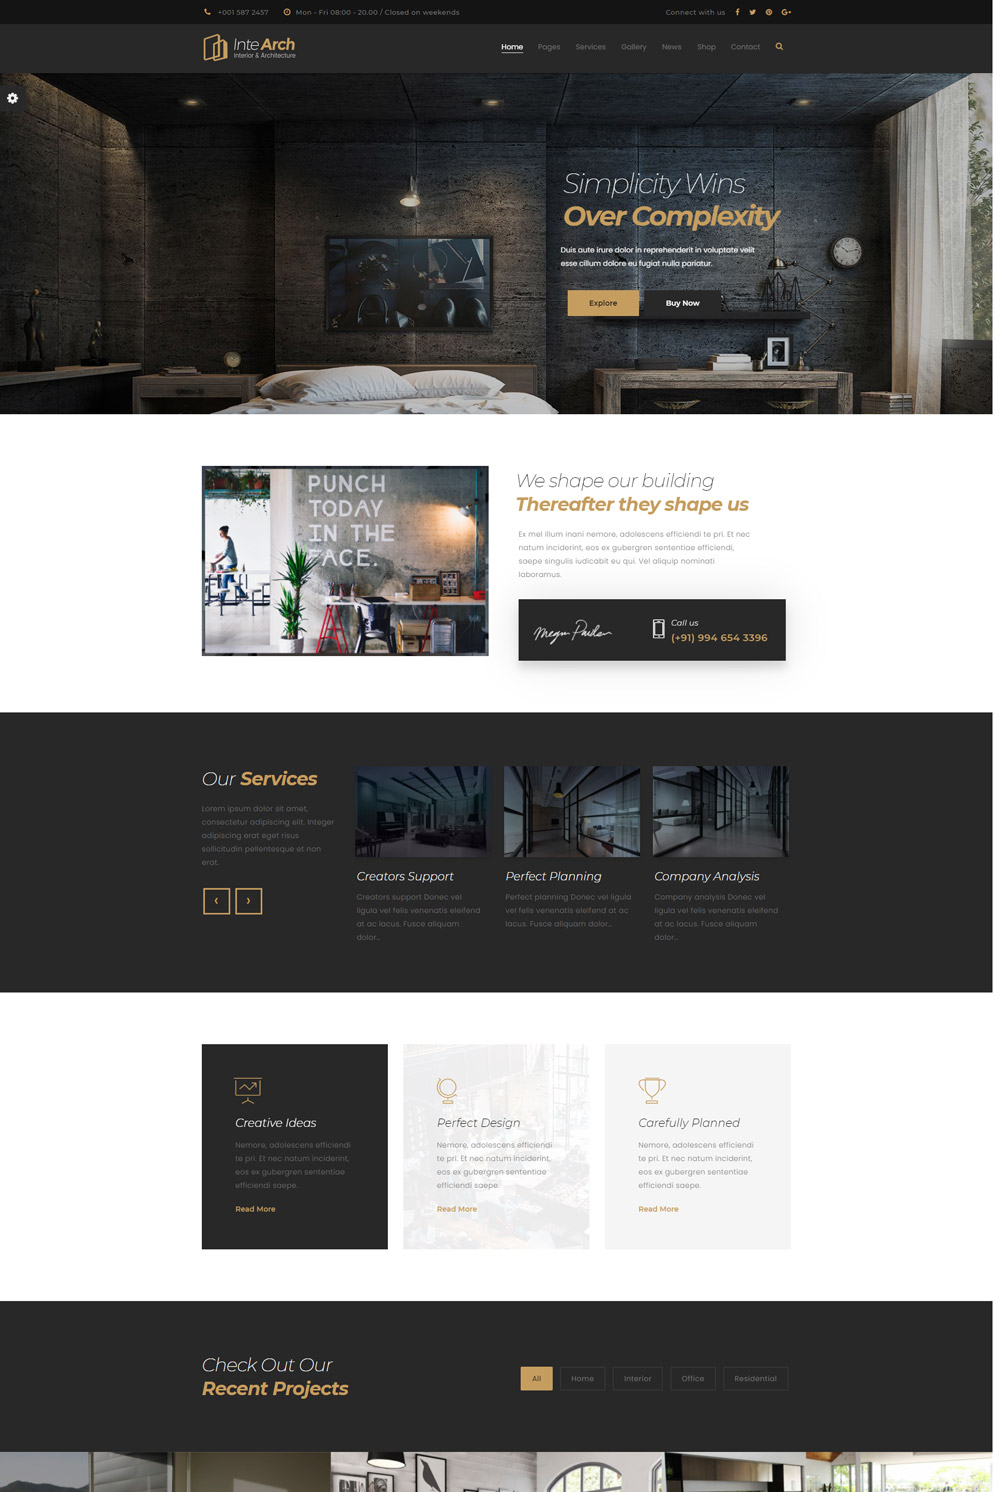 +001 587 2457
Mon - Fri 08:00 - 20.00 / Closed on weekends
Connect with us
InteArch
Interior & Architecture
Home
Pages
Services
Gallery
News
Shop
Contact
Simplicity Wins
Over Complexity
Duis aute irure dolor in reprehenderit in voluptate velit
esse cillum dolore eu fugiat nulla pariatur.
Explore
Buy Now
PUNCH
TODAY
IN THE
FACE.
We shape our building
Thereafter they shape us
Ex mel illum inani nemore, adolescens efficiendi te pri. Et nec
natum inciderint, eos ex gubergren sententiae efficiendi,
saepe singulis iudicabit eu qui. Vel aliquip nominati
laboramus.
Call us
(+91) 994 654 3396
Our Services
Lorem ipsum dolor sit amet,
consectetur adipiscing elit. Integer
adipiscing erat eget risus
sollicitudin pellentesque et non
erat.
Creators Support
Creators support Donec vel
ligula vel felis venenatis eleifend
at ac lacus. Fusce aliquam
dolor...
Perfect Planning
Perfect planning Donec vel ligula
vel felis venenatis eleifend at ac
lacus. Fusce aliquam dolor...
Company Analysis
Company analysis Donec vel
ligula vel felis venenatis eleifend
at ac lacus. Fusce aliquam
dolor...
Creative Ideas
Nemore, adolescens efficiendi
te pri. Et nec natum inciderint,
eos ex gubergren sententiae
efficiendi saepe.
Read More
Perfect Design
Nemore, adolescens efficiendi
te pri. Et nec natum inciderint,
eos ex gubergren sententiae
efficiendi saepe.
Read More
Carefully Planned
Nemore, adolescens efficiendi
te pri. Et nec natum inciderint,
eos ex gubergren sententiae
efficiendi saepe.
Read More
Check Out Our
Recent Projects
All
Home
Interior
Office
Residential